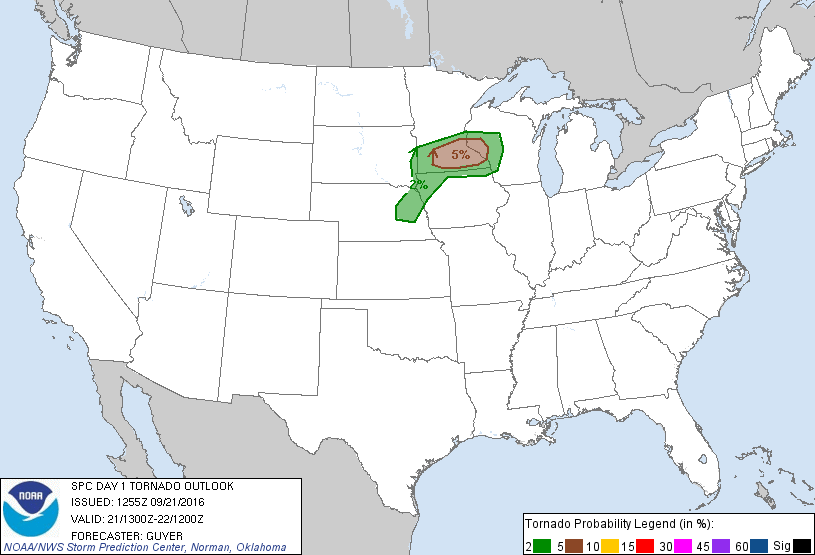 5%
2%
NOAA
SPC DAY 1 TORNADO OUTLOOK
ISSUED: 1255Z 09/21/2016
VALID: 21/1300Z-22/1200Z
FORECASTER: GUYER
NOAA/NWS Storm Prediction Center, Norman, Oklahoma
Tornado Probability Legend (in %):
2 5 10 15 30 45 60 Sig